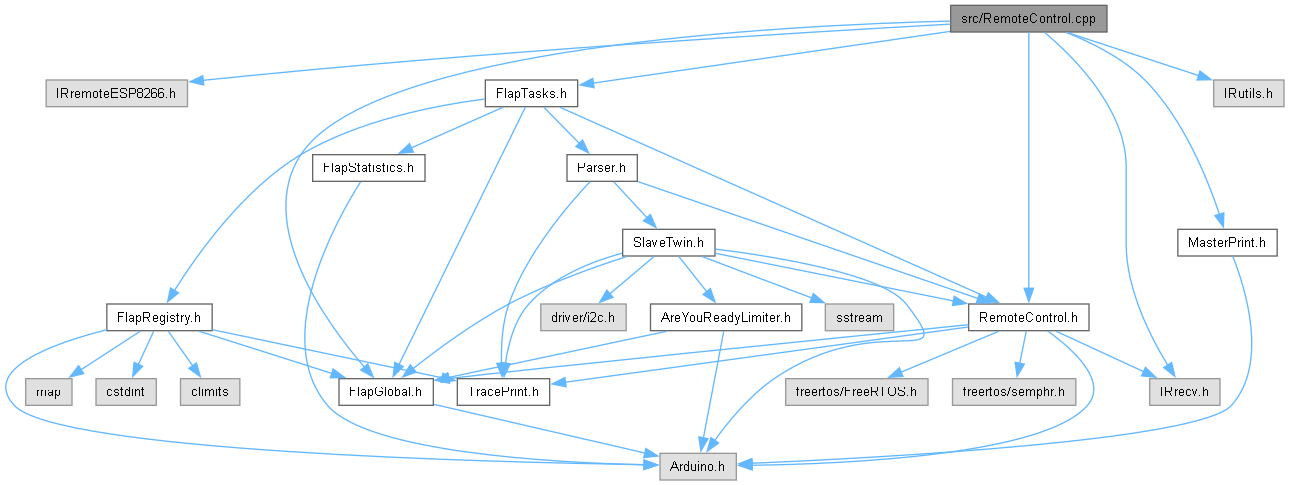 src/RemoteControl.cpp
IRremoteESP8266.h
FlapTasks.h
IRutils.h
FlapStatistics.h
Parser.h
SlaveTwin.h
MasterPrint.h
FlapRegistry.h
driver/i2c.h
AreYouReadyLimiter.h
sstream
RemoteControl.h
map
cstdint
climits
FlapGlobal.h
TracePrint.h
freertos/FreeRTOS.h
freertos/semphr.h
IRrecv.h
Arduino.h